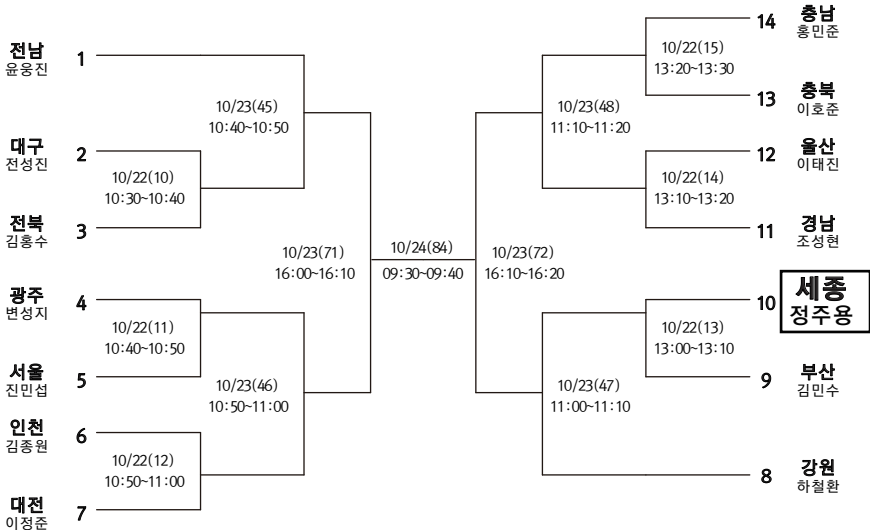 전남
윤웅진
1
대구
전성진
2
전북
김홍수
3
광주
변성지
4
서울
진민섭
5
인천
김종원
6
대전
이정준
7
10/22(10)
10:30~10:40
10/22(11)
10:40~10:50
10/22(12)
10:50~11:00
10/23(45)
10:40~10:50
10/23(46)
10:50~11:00
10/23(71)
16:00~16:10
10/24(84)
09:30~09:40
10/23(72)
16:10~16:20
10/23(48)
11:10~11:20
10/23(47)
11:00~11:10
10/22(15)
13:20~13:30
10/22(14)
13:10~13:20
10/22(13)
13:00~13:10
14
충남
홍민준
13
충북
이호준
12
울산
이태진
11
경남
조성현
10
세종
정주용
9
부산
김민수
8
강원
하철환